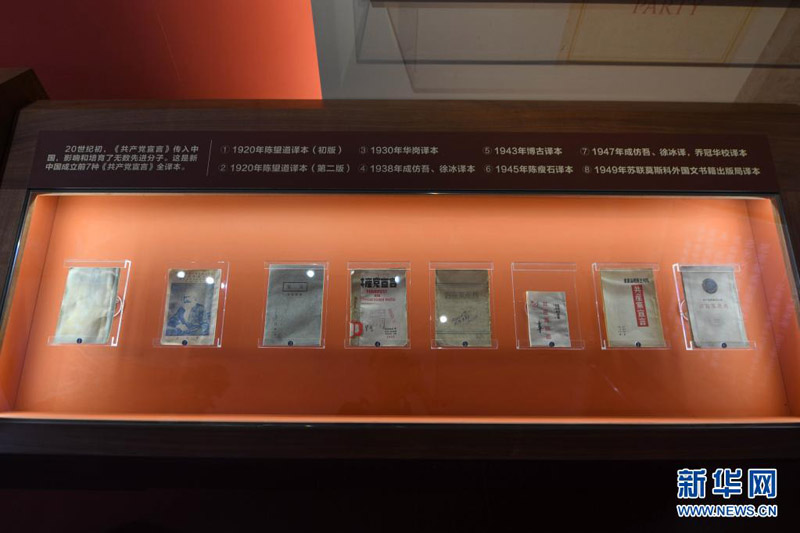 PARTY
20世纪初，《共产党宣言》传入中
国，影响和培育了无数先进分子。这是新
中国成立前7种《共产党宣言》全译本。
① 1920年陈望道译本（初版）
② 1920年陈望道译本（第二版）
③ 1930年华岗译本
④ 1938年成仿吾、徐冰译本
⑤ 1943年博古译本
⑥ 1945年陈瘦石译本
⑦ 1947年成仿吾、徐冰译，乔冠华校译本
⑧ 1949年苏联莫斯科外国文书籍出版局译本
共產党宣言
共產黨宣言
新华网
WWW.NEWS.CN